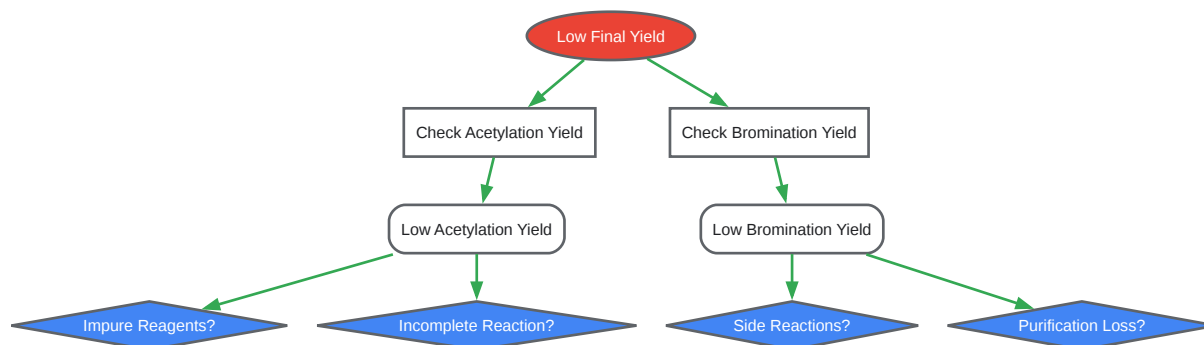 Low Final Yield
Check Acetylation Yield
Check Bromination Yield
Low Acetylation Yield
Low Bromination Yield
Impure Reagents?
Incomplete Reaction?
Side Reactions?
Purification Loss?